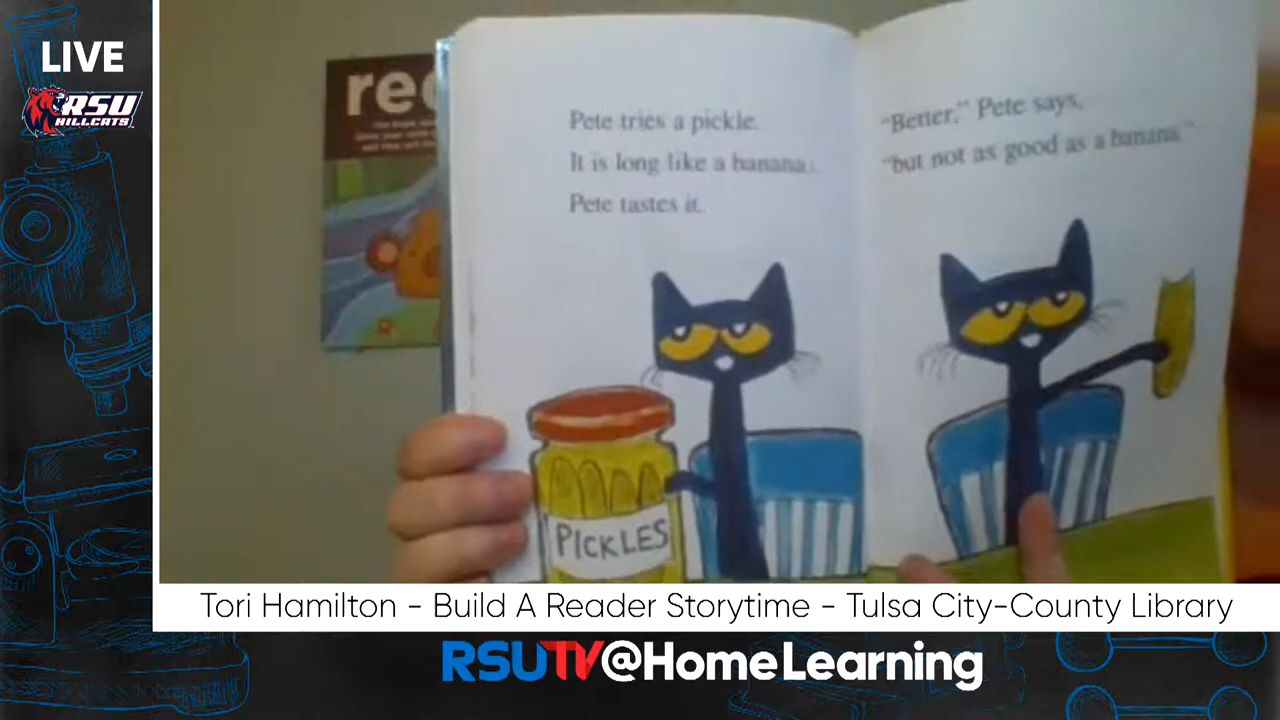 LIVE
RSU
HILLCATS
Pete tries a pickle.
It is long like a banana.
Pete tastes it.
"Better," Pete says,
"but not as good as a banana."
PICKLES
Tori Hamilton - Build A Reader Storytime - Tulsa City-County Library
RSUTV@HomeLearning